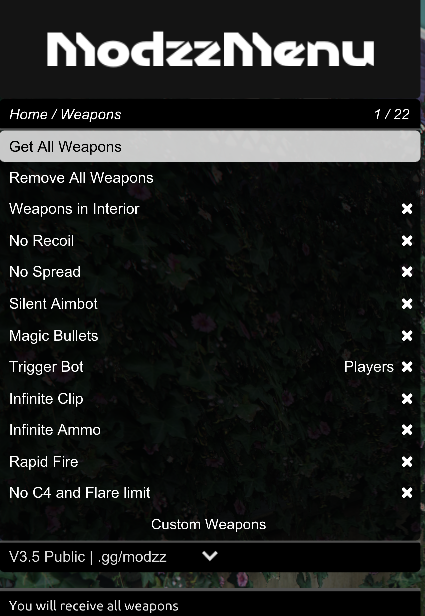 ModzzMenu
Home / Weapons 1 / 22
Get All Weapons
Remove All Weapons
Weapons in Interior
No Recoil
No Spread
Silent Aimbot
Magic Bullets
Trigger Bot Players
Infinite Clip
Infinite Ammo
Rapid Fire
No C4 and Flare limit
Custom Weapons
V3.5 Public | .gg/modzz
You will receive all weapons